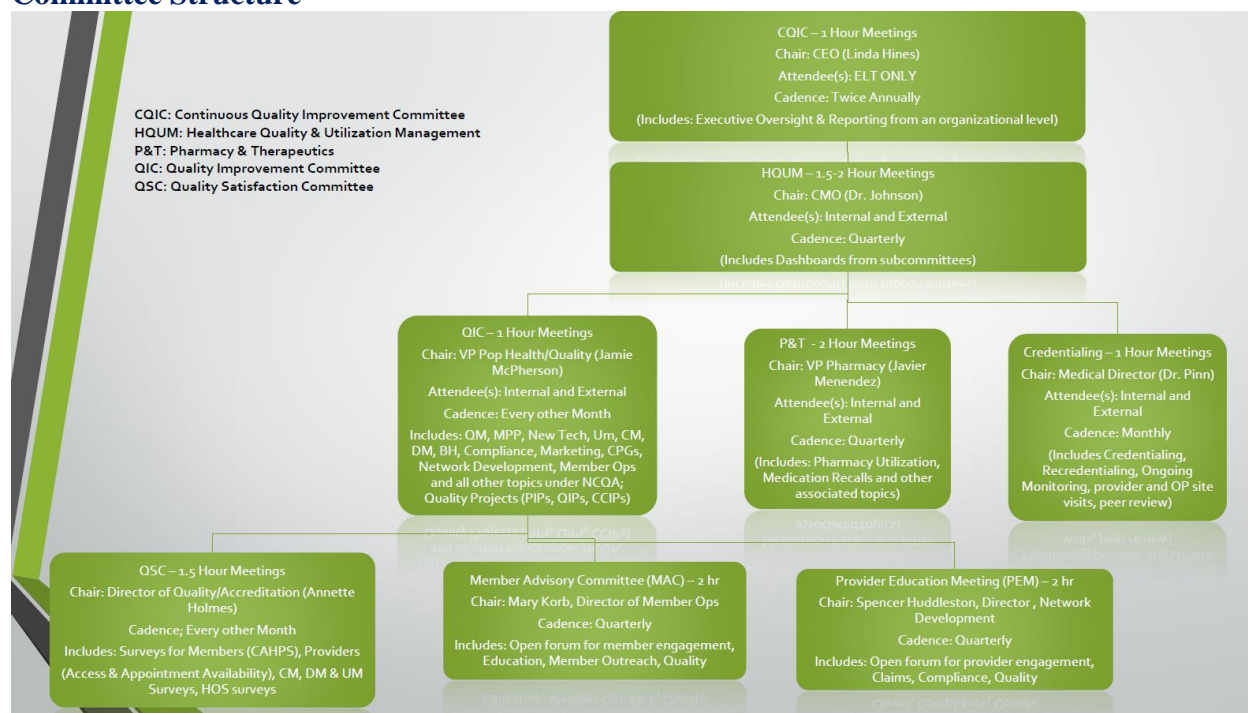 Committee Structure
CQIC – 1 Hour Meetings
Chair: CEO (Linda Hines)
Attendee(s): ELT ONLY
Cadence: Twice Annually
(Includes: Executive Oversight & Reporting from an organizational level)
CQIC: Continuous Quality Improvement Committee
HQUM: Healthcare Quality & Utilization Management
P&T: Pharmacy & Therapeutics
QIC: Quality Improvement Committee
QSC: Quality Satisfaction Committee
HQUM – 1.5-2 Hour Meetings
Chair: CMO (Dr. Johnson)
Attendee(s): Internal and External
Cadence: Quarterly
(Includes Dashboards from subcommittees)
QIC – 1 Hour Meetings
Chair: VP Pop Health/Quality (Jamie
McPherson)
Attendee(s): Internal and External
Cadence: Every other Month
Includes: QM, MPP, New Tech, Um, CM,
DM, BH, Compliance, Marketing, CPGs,
Network Development, Member Ops
and all other topics under NCQA;
Quality Projects (PIPs, QIPs, CCIPs)
P&T - 2 Hour Meetings
Chair: VP Pharmacy (Javier
Menendez)
Attendee(s): Internal and
External
Cadence: Quarterly
(Includes: Pharmacy Utilization,
Medication Recalls and other
associated topics)
Credentialing – 1 Hour Meetings
Chair: Medical Director (Dr. Pinn)
Attendee(s): Internal and
External
Cadence: Monthly
(Includes Credentialing,
Recredentialing, Ongoing
Monitoring, provider and OP site
visits, peer review)
QSC – 1.5 Hour Meetings
Chair: Director of Quality/Accreditation (Annette
Holmes)
Cadence; Every other Month
Includes: Surveys for Members (CAHPS), Providers
(Access & Appointment Availability), CM, DM & UM
Surveys, HOS surveys
Member Advisory Committee (MAC) – 2 hr
Chair: Mary Korb, Director of Member Ops
Cadence: Quarterly
Includes: Open forum for member engagement,
Education, Member Outreach, Quality
Provider Education Meeting (PEM) – 2 hr
Chair: Spencer Huddleston, Director , Network
Development
Cadence: Quarterly
Includes: Open forum for provider engagement,
Claims, Compliance, Quality